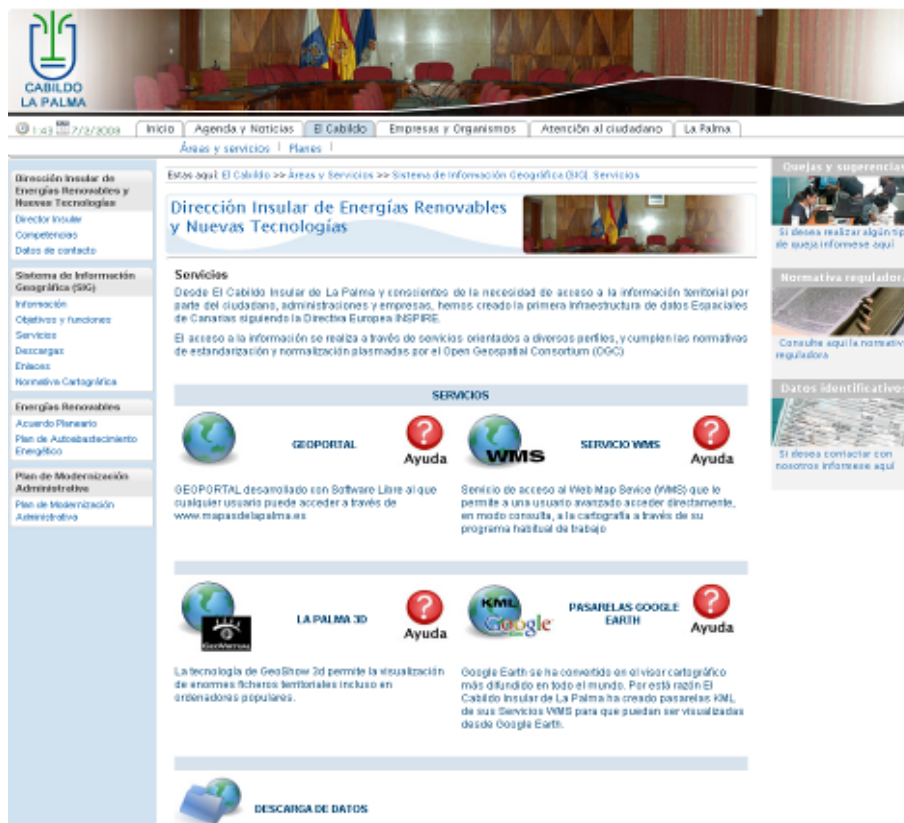 CABILDO
LA PALMA
1:43 7/2/2009
Inicio
Agenda y Noticias
El Cabildo
Empresas y Organismos
Atención al ciudadano
La Palma
Áreas y servicios
Planes
Dirección Insular de
Energías Renovables y
Nuevas Tecnologías
Director Insular
Competencias
Datos de contacto
Sistema de Información
Geográfica (SIG)
Información
Objetivos y funciones
Servicios
Descargas
Enlaces
Normativa Cartográfica
Energías Renovables
Acuerdo Planeario
Plan de Autoabastecimiento
Energético
Plan de Modernización
Administrativa
Plan de Modernización
Administrativa
Estas aquí: El Cabildo >> Áreas y Servicios >> Sistema de Información Geográfica (SIG). Servicios
Dirección Insular de Energías Renovables
y Nuevas Tecnologías
Servicios
Desde El Cabildo Insular de La Palma y conscientes de la necesidad de acceso a la información territorial por
parte del ciudadano, administraciones y empresas, hemos creado la primera Infraestructura de datos Espaciales
de Canarias siguiendo la Directiva Europea INSPIRE.
El acceso a la información se realiza a través de servicios orientados a diversos perfiles, y cumplen las normativas
de estandarización y normalización plasmadas por el Open Geospatial Consortium (OGC)
SERVICIOS
GEOPORTAL
Ayuda
GEOPORTAL desarrollado con Software Libre al que
cualquier usuario puede acceder a través de
www.mapasdelapalma.es
WMS
SERVICIO WMS
Ayuda
Servicio de acceso al Web Map Sevice (WMS) que le
permite a una usuario avanzado acceder directamente,
en modo consulta, a la cartografía a través de su
programa habitual de trabajo
GEOVIRTUAL
LA PALMA 3D
Ayuda
La tecnología de GeoShow 3d permite la visualización
de enormes ficheros territoriales incluso en
ordenadores populares.
KML
Google
PASARELAS GOOGLE
EARTH
Ayuda
Google Earth se ha convertido en el visor cartográfico
más difundido en todo el mundo. Por está razón El
Cabildo Insular de La Palma ha creado pasarelas KML
de sus Servicios WMS para que puedan ser visualizadas
desde Google Earth.
DESCARGA DE DATOS
Quejas y sugerencias
Si desea realizar algún tip
de queja informese aquí
Normativa reguladora
Consulte aquí la normativ
reguladora
Datos identificativos
Si desea contactar con
nosotros informese aquí